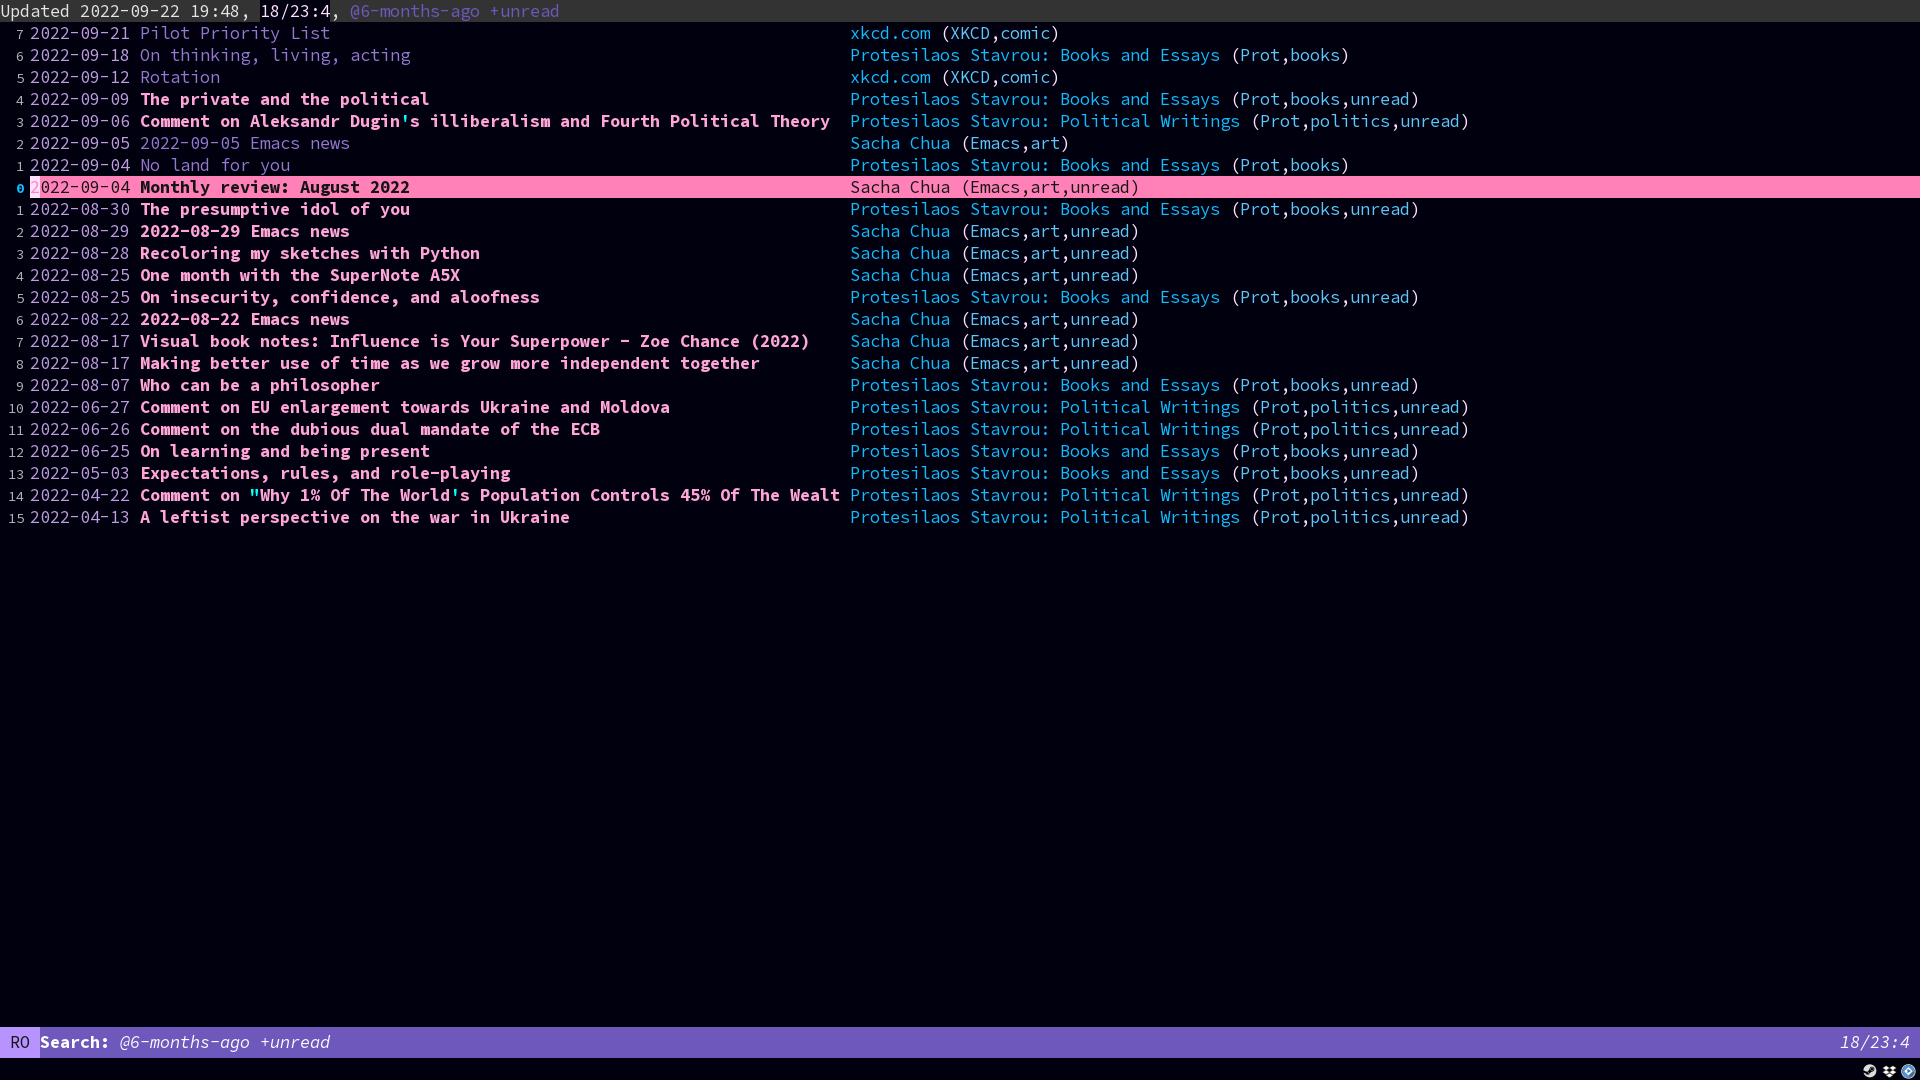 Updated 2022-09-22 19:48, 18/23:4, @6-months-ago +unread
7 2022-09-21 Pilot Priority List xkcd.com (XKCD,comic)
6 2022-09-18 On thinking, living, acting Protesilaos Stavrou: Books and Essays (Prot,books)
5 2022-09-12 Rotation xkcd.com (XKCD,comic)
4 2022-09-09 The private and the political Protesilaos Stavrou: Books and Essays (Prot,books,unread)
3 2022-09-06 Comment on Aleksandr Dugin's illiberalism and Fourth Political Theory Protesilaos Stavrou: Political Writings (Prot,politics,unread)
2 2022-09-05 2022-09-05 Emacs news Sacha Chua (Emacs,art)
1 2022-09-04 No land for you Protesilaos Stavrou: Books and Essays (Prot,books)
0 2022-09-04 Monthly review: August 2022 Sacha Chua (Emacs,art,unread)
1 2022-08-30 The presumptive idol of you Protesilaos Stavrou: Books and Essays (Prot,books,unread)
2 2022-08-29 2022-08-29 Emacs news Sacha Chua (Emacs,art,unread)
3 2022-08-28 Recoloring my sketches with Python Sacha Chua (Emacs,art,unread)
4 2022-08-25 One month with the SuperNote A5X Sacha Chua (Emacs,art,unread)
5 2022-08-25 On insecurity, confidence, and aloofness Protesilaos Stavrou: Books and Essays (Prot,books,unread)
6 2022-08-22 2022-08-22 Emacs news Sacha Chua (Emacs,art,unread)
7 2022-08-17 Visual book notes: Influence is Your Superpower - Zoe Chance (2022) Sacha Chua (Emacs,art,unread)
8 2022-08-17 Making better use of time as we grow more independent together Sacha Chua (Emacs,art,unread)
9 2022-08-07 Who can be a philosopher Protesilaos Stavrou: Books and Essays (Prot,books,unread)
10 2022-06-27 Comment on EU enlargement towards Ukraine and Moldova Protesilaos Stavrou: Political Writings (Prot,politics,unread)
11 2022-06-26 Comment on the dubious dual mandate of the ECB Protesilaos Stavrou: Political Writings (Prot,politics,unread)
12 2022-06-25 On learning and being present Protesilaos Stavrou: Books and Essays (Prot,books,unread)
13 2022-05-03 Expectations, rules, and role-playing Protesilaos Stavrou: Books and Essays (Prot,books,unread)
14 2022-04-22 Comment on "Why 1% Of The World's Population Controls 45% Of The Wealt Protesilaos Stavrou: Political Writings (Prot,politics,unread)
15 2022-04-13 A leftist perspective on the war in Ukraine Protesilaos Stavrou: Political Writings (Prot,politics,unread)
RO Search: @6-months-ago +unread 18/23:4